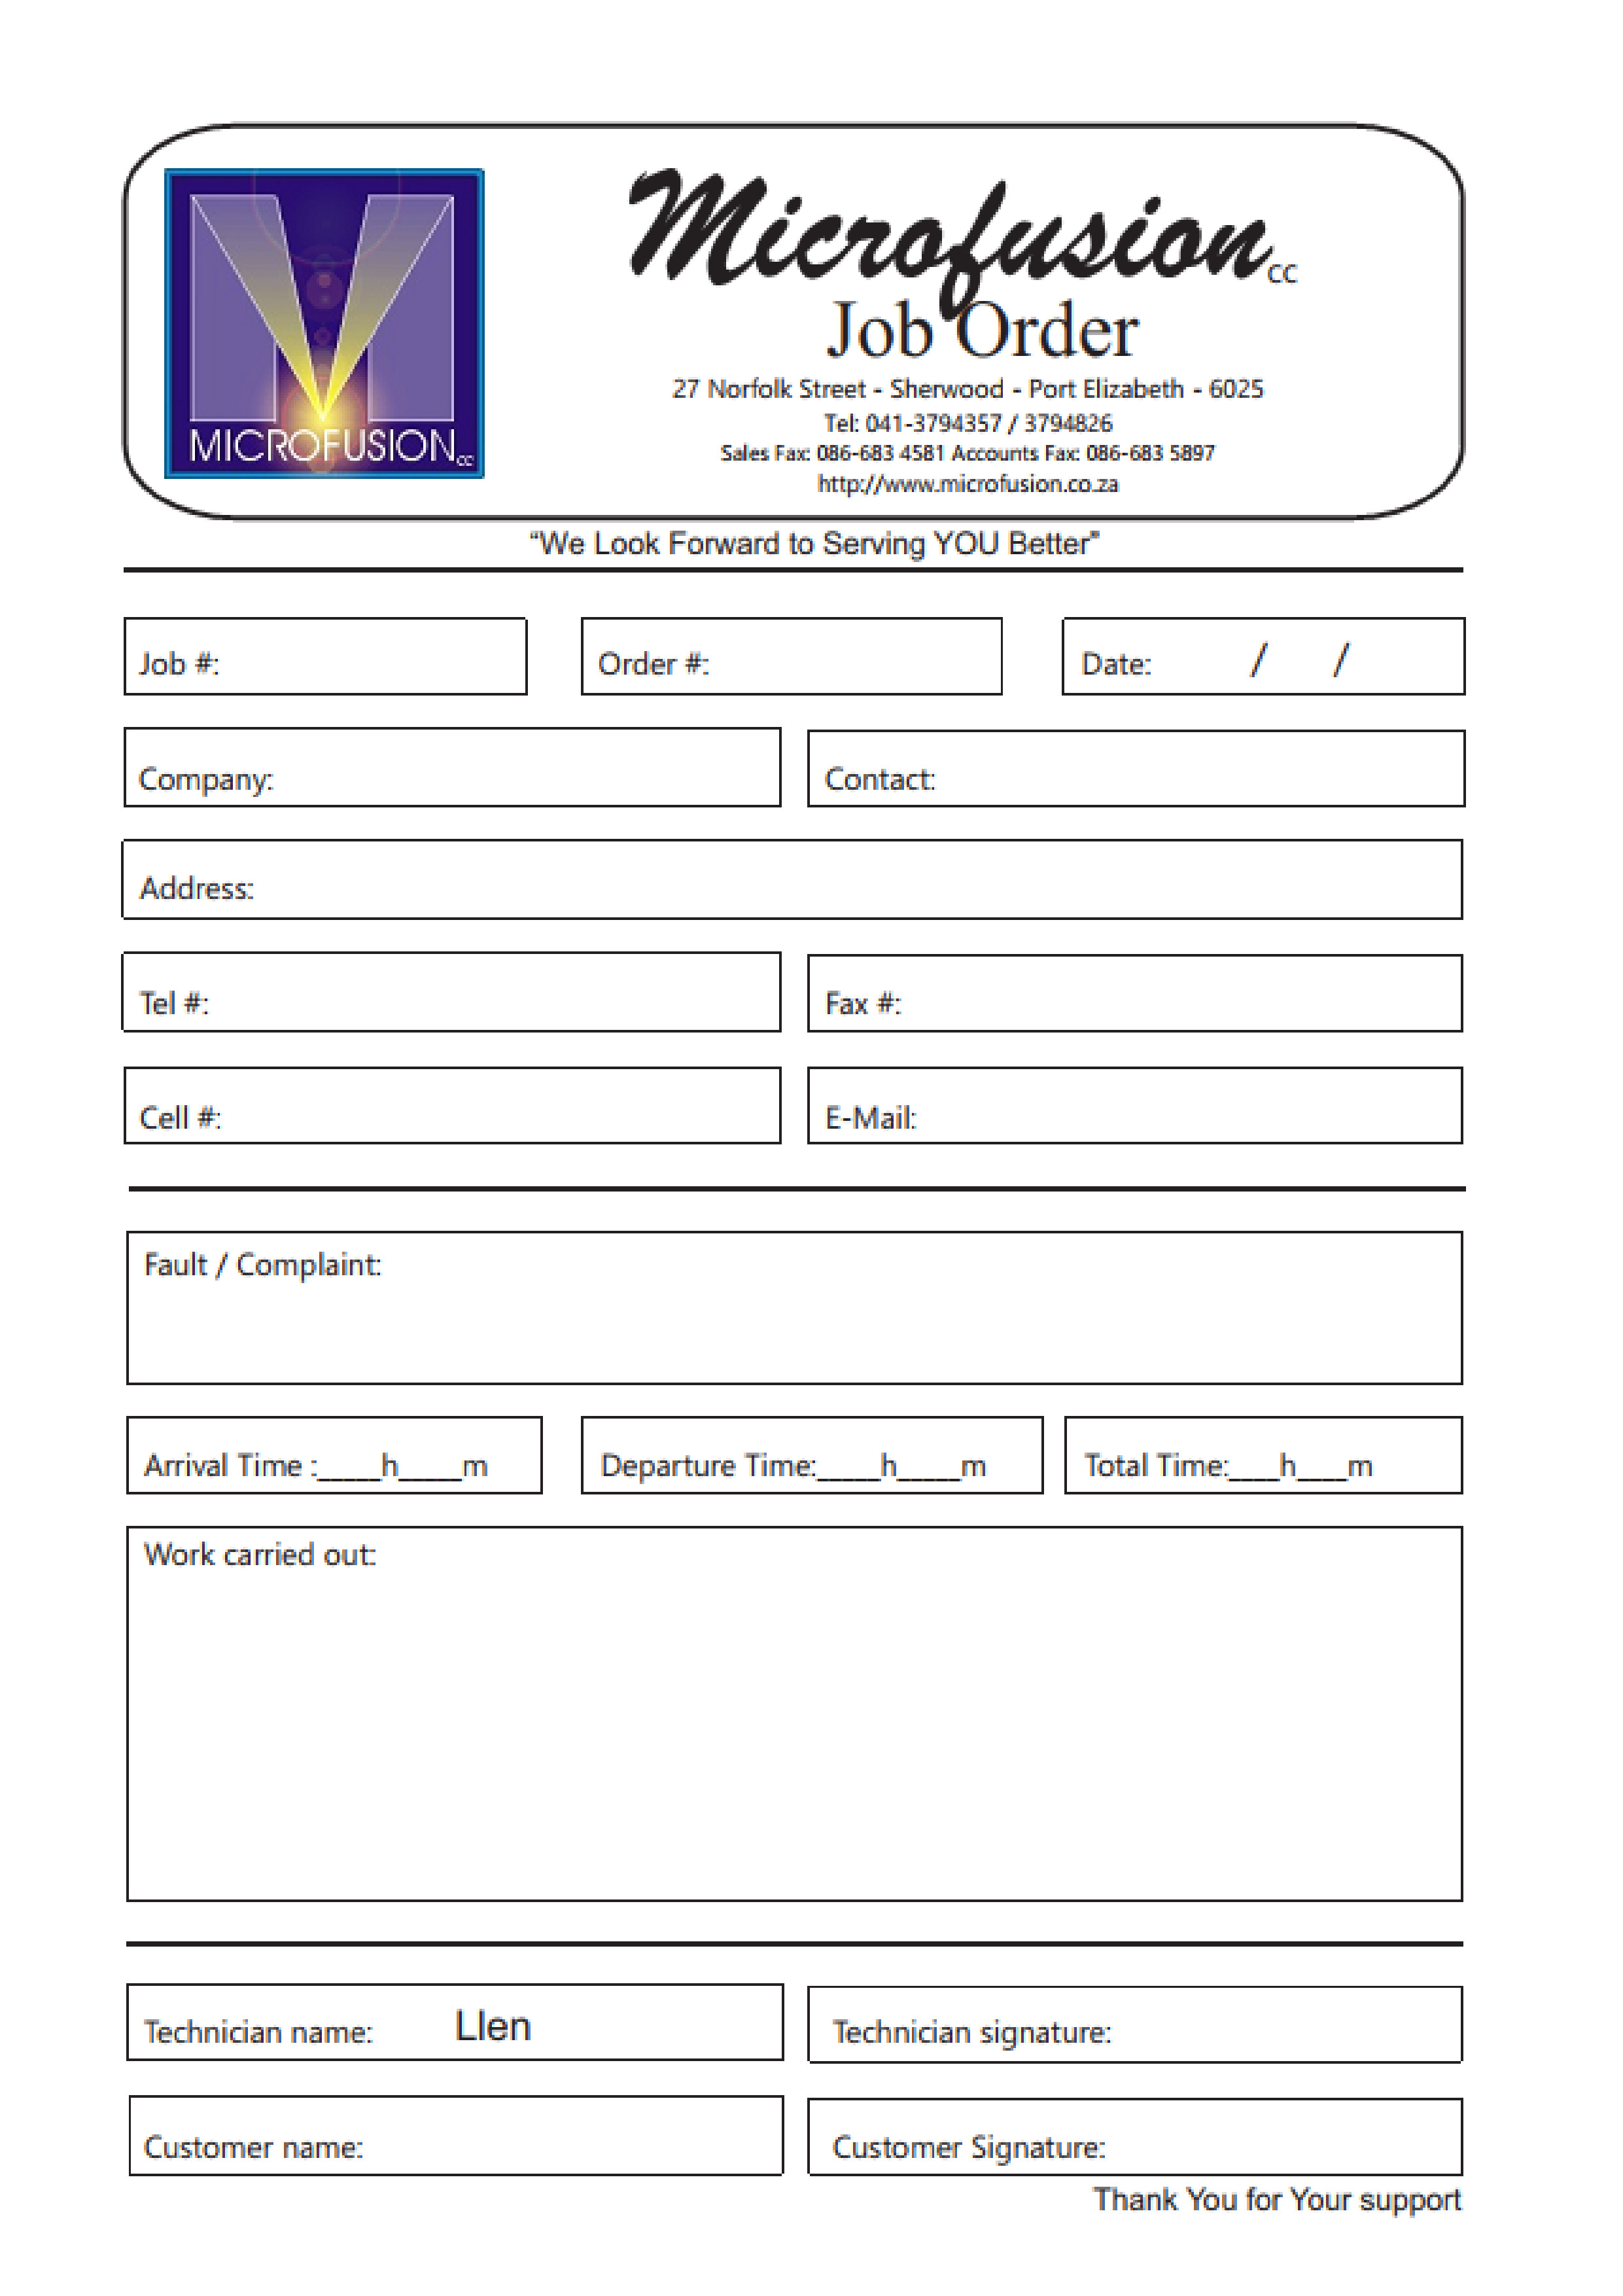 MICROFUSION cc
Microfusion cc
Job Order
27 Norfolk Street - Sherwood - Port Elizabeth - 6025
Tel: 041-3794357 / 3794826
Sales Fax: 086-683 4581 Accounts Fax: 086-683 5897
http://www.microfusion.co.za
“We Look Forward to Serving YOU Better”
Job #: Order #: Date: / /
Company: Contact:
Address:
Tel #: Fax #:
Cell #: E-Mail:
Fault / Complaint:
Arrival Time :_____h_____m Departure Time:_____h_____m Total Time:____h____m
Work carried out:
Technician name: Llen Technician signature:
Customer name: Customer Signature:
Thank You for Your support